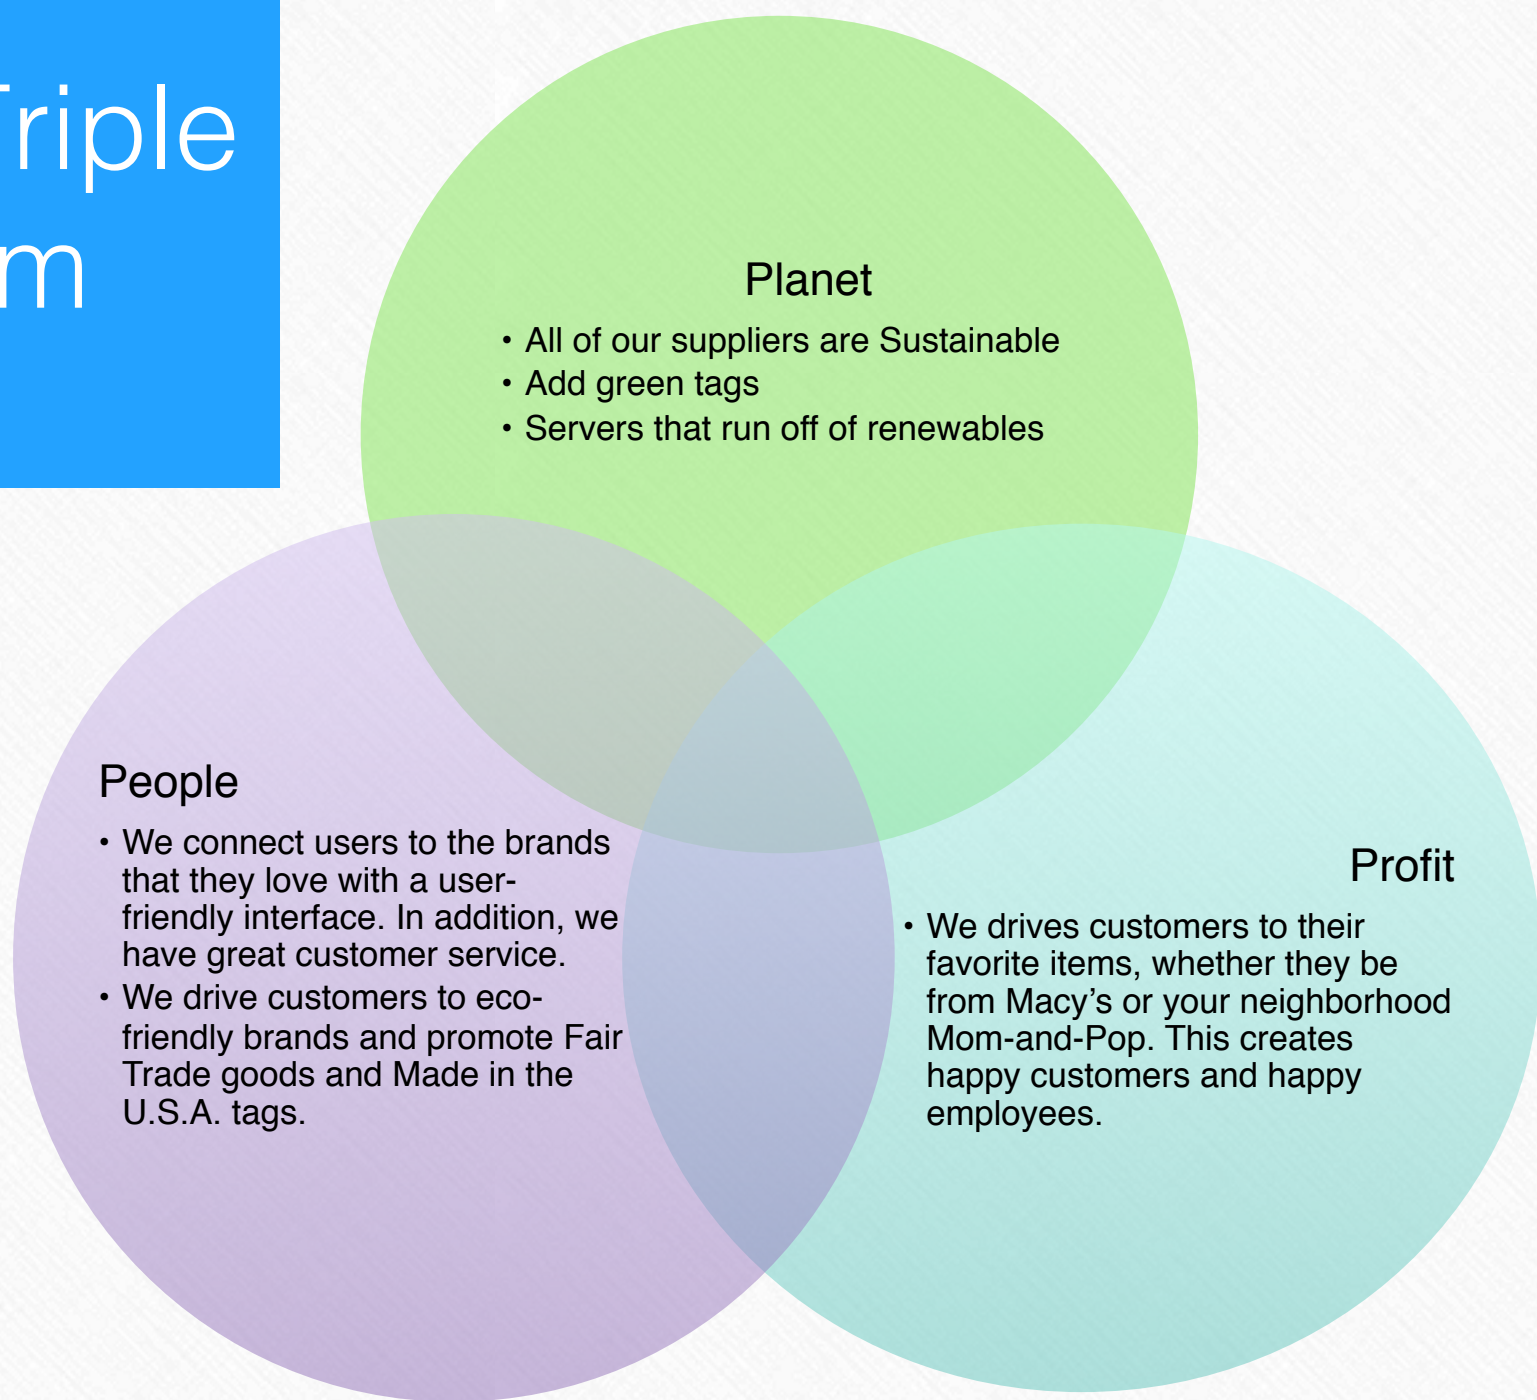 Triple
m
Planet
• All of our suppliers are Sustainable
• Add green tags
• Servers that run off of renewables
People
• We connect users to the brands
that they love with a user-
friendly interface. In addition, we
have great customer service.
• We drive customers to eco-
friendly brands and promote Fair
Trade goods and Made in the
U.S.A. tags.
Profit
• We drives customers to their
favorite items, whether they be
from Macy’s or your neighborhood
Mom-and-Pop. This creates
happy customers and happy
employees.